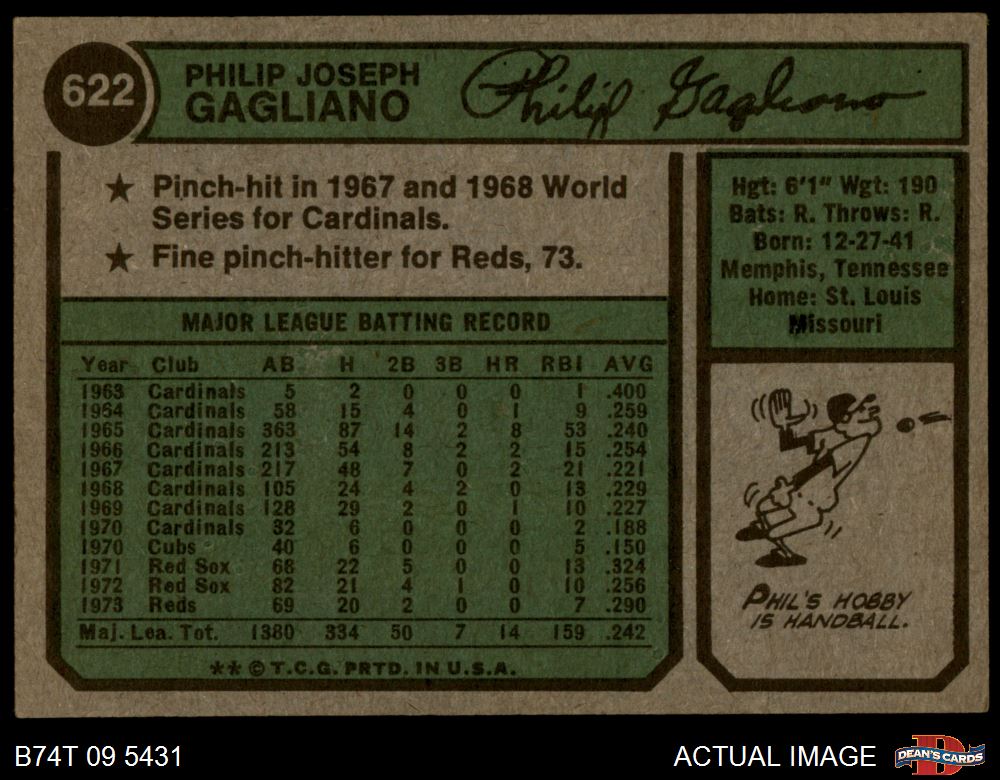 622
PHILIP JOSEPH
GAGLIANO
Philip Gagliano
★ Pinch-hit in 1967 and 1968 World
Series for Cardinals.
★ Fine pinch-hitter for Reds, 73.
MAJOR LEAGUE BATTING RECORD
Year Club AB H 2B 3B HR RBI AVG
1963 Cardinals 5 2 0 0 0 1 .400
1964 Cardinals 58 15 4 0 1 9 .259
1965 Cardinals 363 87 14 2 8 53 .240
1966 Cardinals 213 54 8 2 2 15 .254
1967 Cardinals 217 48 7 0 2 21 .221
1968 Cardinals 105 24 4 2 0 13 .229
1969 Cardinals 128 29 2 0 1 10 .227
1970 Cardinals 32 6 0 0 0 2 .188
1970 Cubs 40 6 0 0 0 5 .150
1971 Red Sox 68 22 5 0 0 13 .324
1972 Red Sox 82 21 4 1 0 10 .256
1973 Reds 69 20 2 0 0 7 .290
Maj. Lea. Tot. 1380 334 50 7 14 159 .242
** © T.C.G. PRTD. IN U.S.A.
Hgt: 6'1" Wgt: 190
Bats: R. Throws: R.
Born: 12-27-41
Memphis, Tennessee
Home: St. Louis
Missouri
PHIL'S HOBBY
IS HANDBALL.
B74T 09 5431
ACTUAL IMAGE
D
DEAN'S CARDS